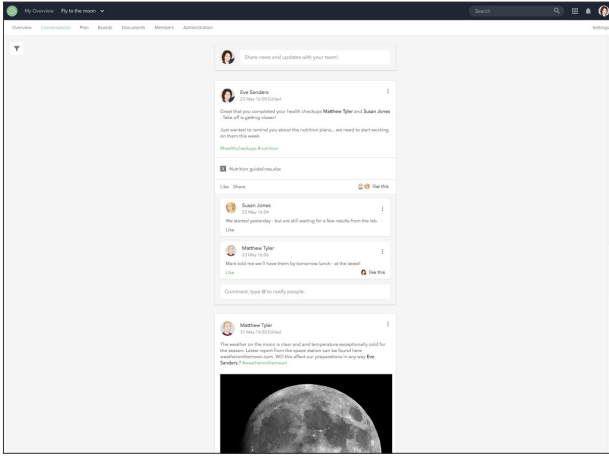 My Overview Fly to the moon
Search
Overview Conversations Plan Boards Documents Members Administration
Settings
Share news and updates with your team!
Eve Sanders
23 May 16:00 Edited
Great that you completed your health checkups Matthew Tyler and Susan Jones
- Take off is getting closer!
Just wanted to remind you about the nutrition plans... we need to start working
on them this week.
#healthcheckups #nutrition
Nutrition guidelines.xlsx
Like Share
like this
Susan Jones
23 May 16:04
We started yesterday - but are still waiting for a few results from the lab.
Like
Matthew Tyler
23 May 16:06
Mark told me we'll have them by tomorrow lunch - at the latest!
Like
like this
Comment, type @ to notify people.
Matthew Tyler
31 May 14:00 Edited
The weather on the moon is clear and and temperature exceptionally cold for
the season. Latest report from the space station can be found here
weatheronthemoon.com. Will this effect our preparations in any way Eve
Sanders ? #weatheronthemoon